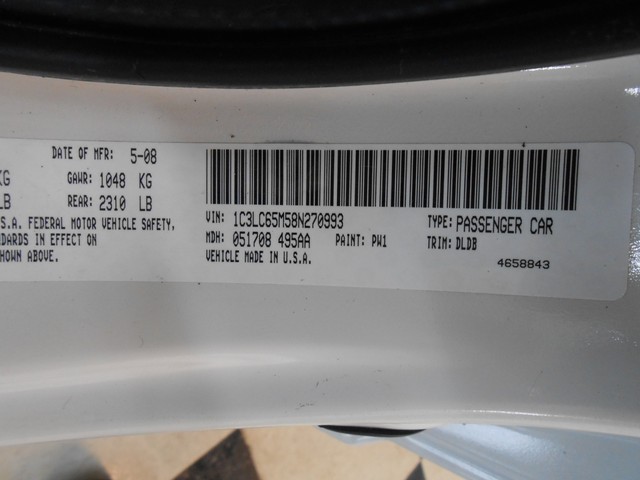 DATE OF MFR: 5-08
KG GAWR: 1048 KG
LB REAR: 2310 LB
S.A. FEDERAL MOTOR VEHICLE SAFETY,
DARDS IN EFFECT ON
HOWN ABOVE.
VIN: 1C3LC65M58N270993 TYPE: PASSENGER CAR
MDH: 051708 495AA PAINT: PW1 TRIM: DLDB
VEHICLE MADE IN U.S.A.
4658843